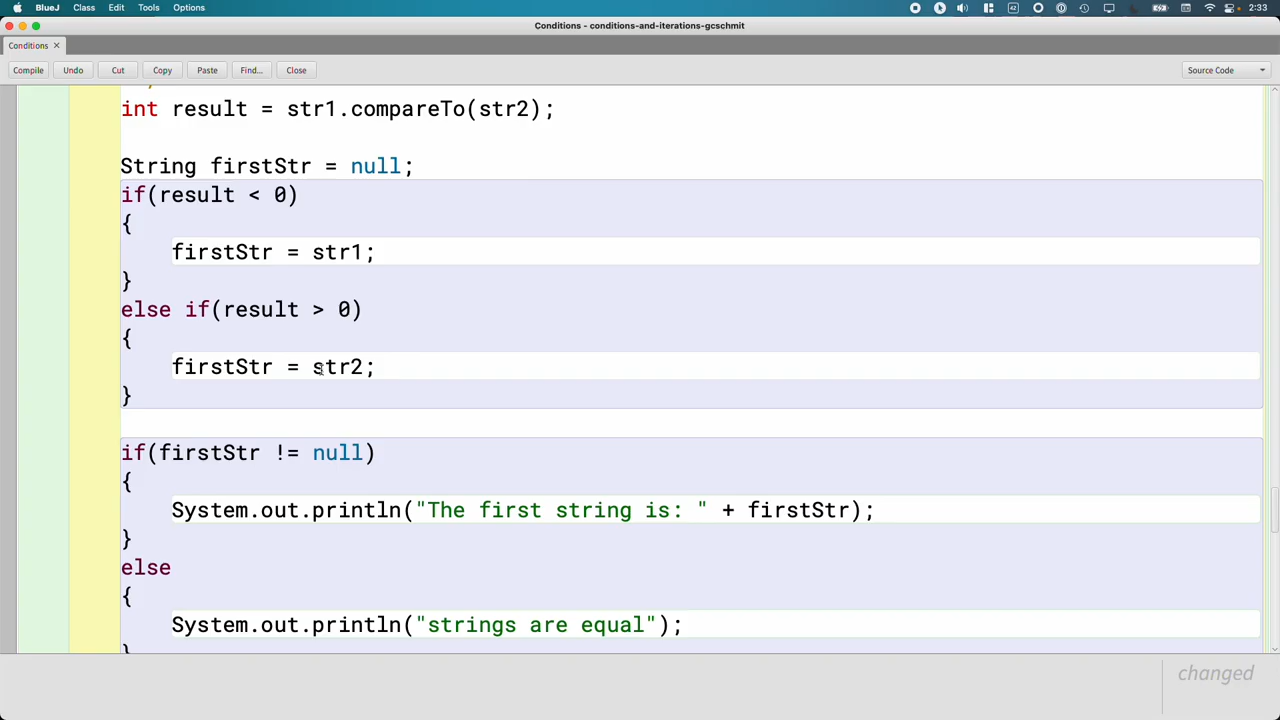 BlueJ Class Edit Tools Options 2:33
Conditions - conditions-and-iterations-gcschmit
Conditions ×
Compile Undo Cut Copy Paste Find... Close Source Code
int result = str1.compareTo(str2);
String firstStr = null;
if(result < 0)
{
firstStr = str1;
}
else if(result > 0)
{
firstStr = str2;
}
if(firstStr != null)
{
System.out.println("The first string is: " + firstStr);
}
else
{
System.out.println("strings are equal");
}
changed